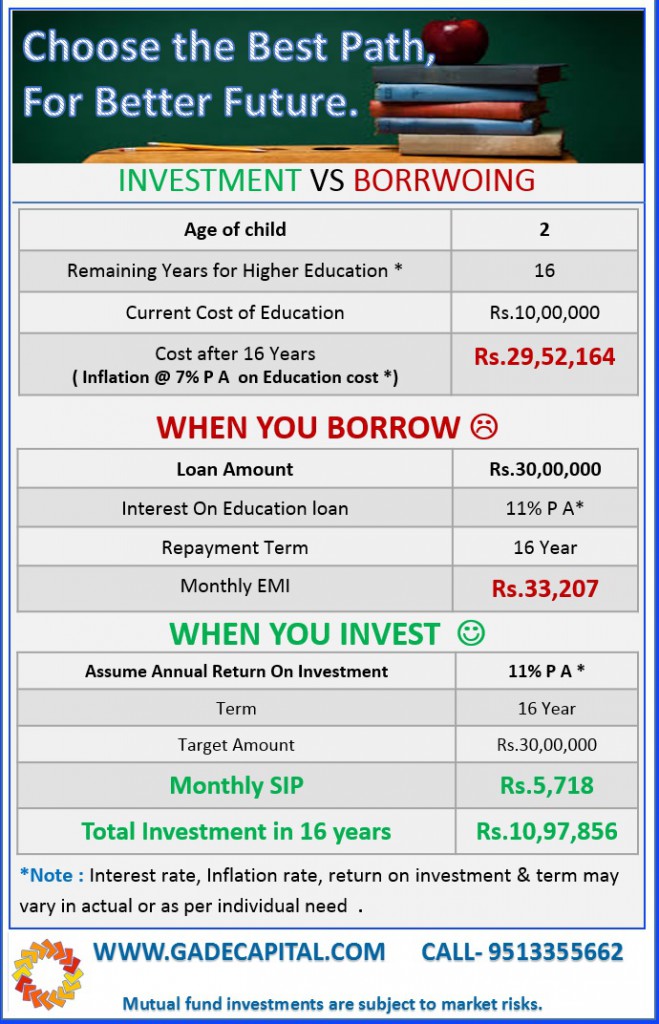 Choose the Best Path,
For Better Future.
INVESTMENT VS BORRWOING
Age of child 2
Remaining Years for Higher Education * 16
Current Cost of Education Rs.10,00,000
Cost after 16 Years Rs.29,52,164
( Inflation @ 7% P A on Education cost *)
WHEN YOU BORROW ☹
Loan Amount Rs.30,00,000
Interest On Education loan 11% P A*
Repayment Term 16 Year
Monthly EMI Rs.33,207
WHEN YOU INVEST ☺
Assume Annual Return On Investment 11% P A *
Term 16 Year
Target Amount Rs.30,00,000
Monthly SIP Rs.5,718
Total Investment in 16 years Rs.10,97,856
*Note : Interest rate, Inflation rate, return on investment & term may
vary in actual or as per individual need .
WWW.GADECAPITAL.COM CALL- 9513355662
Mutual fund investments are subject to market risks.